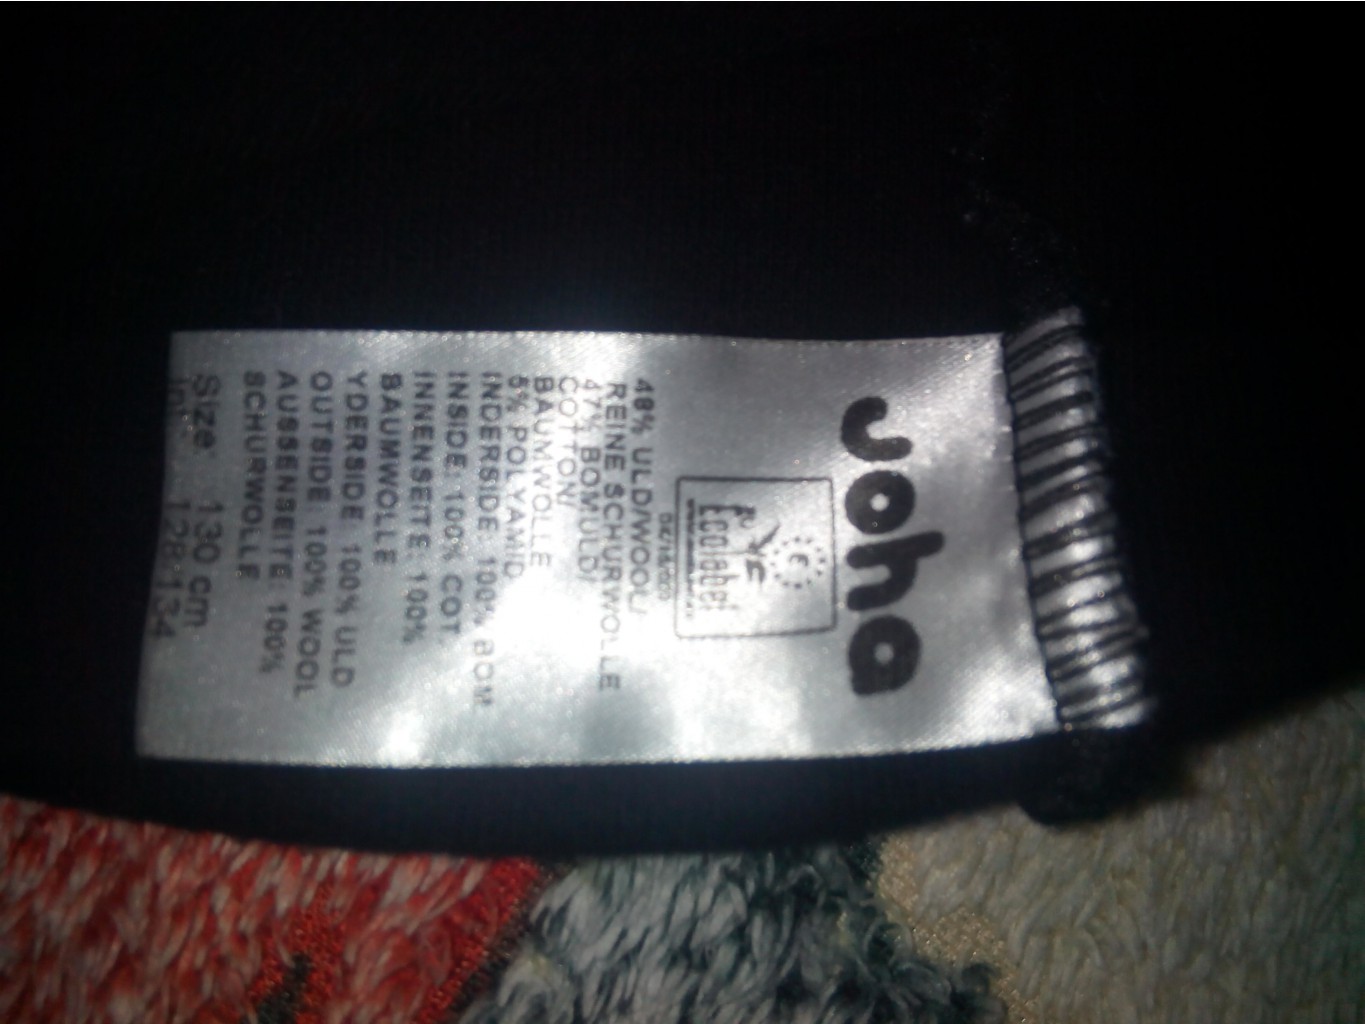 Joha
EU
Ecolabel
48% ULD/WOOL/
REINE SCHURWOLLE
47% BOMULD/
COTTON/
BAUMWOLLE
5% POLYAMID
INDERSIDE 100% BOM
INSIDE 100% COT
INNENSEITE 100%
BAUMWOLLE
YDERSIDE 100% ULD
OUTSIDE 100% WOOL
AUSSENSEITE 100%
SCHURWOLLE
Size 130 cm
128-134